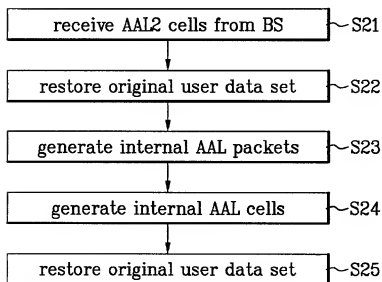 receive AAL2 cells from BS S21
restore original user data set S22
generate internal AAL packets S23
generate internal AAL cells S24
restore original user data set S25